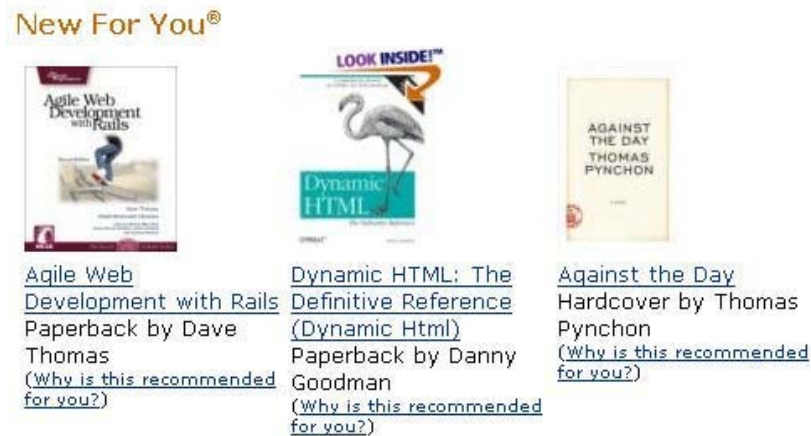 New For You®
LOOK INSIDE!™
Agile Web
Development
with Rails
Dynamic
HTML
AGAINST
THE DAY
THOMAS
PYNCHON
Agile Web
Development with Rails
Paperback by Dave
Thomas
(Why is this recommended
for you?)
Dynamic HTML: The
Definitive Reference
(Dynamic Html)
Paperback by Danny
Goodman
(Why is this recommended
for you?)
Against the Day
Hardcover by Thomas
Pynchon
(Why is this recommended
for you?)